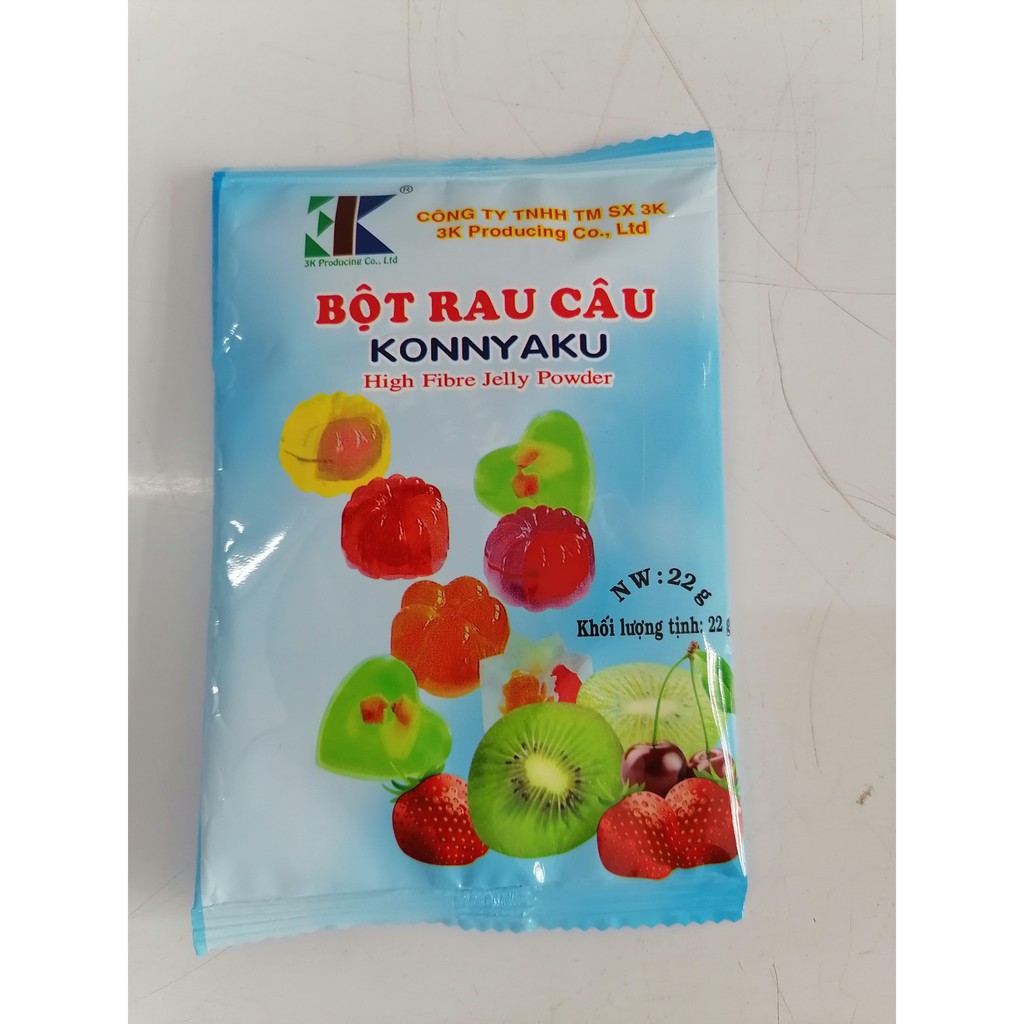 ®
3K Producing Co., Ltd
CÔNG TY TNHH TM SX 3K
3K Producing Co., Ltd
BỘT RAU CÂU
KONNYAKU
High Fibre Jelly Powder
NW: 22 g
Khối lượng tịnh: 22 g